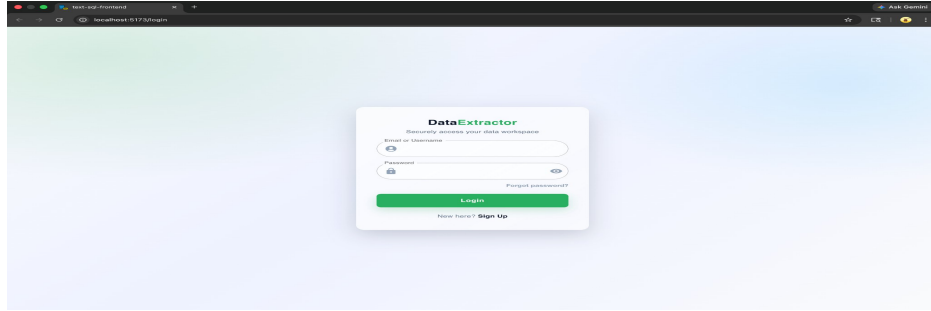 text-sql-frontend
Ask Gemini
localhost:5173/login
DataExtractor
Securely access your data workspace
Email or Username
Password
Forgot password?
Login
New here? Sign Up